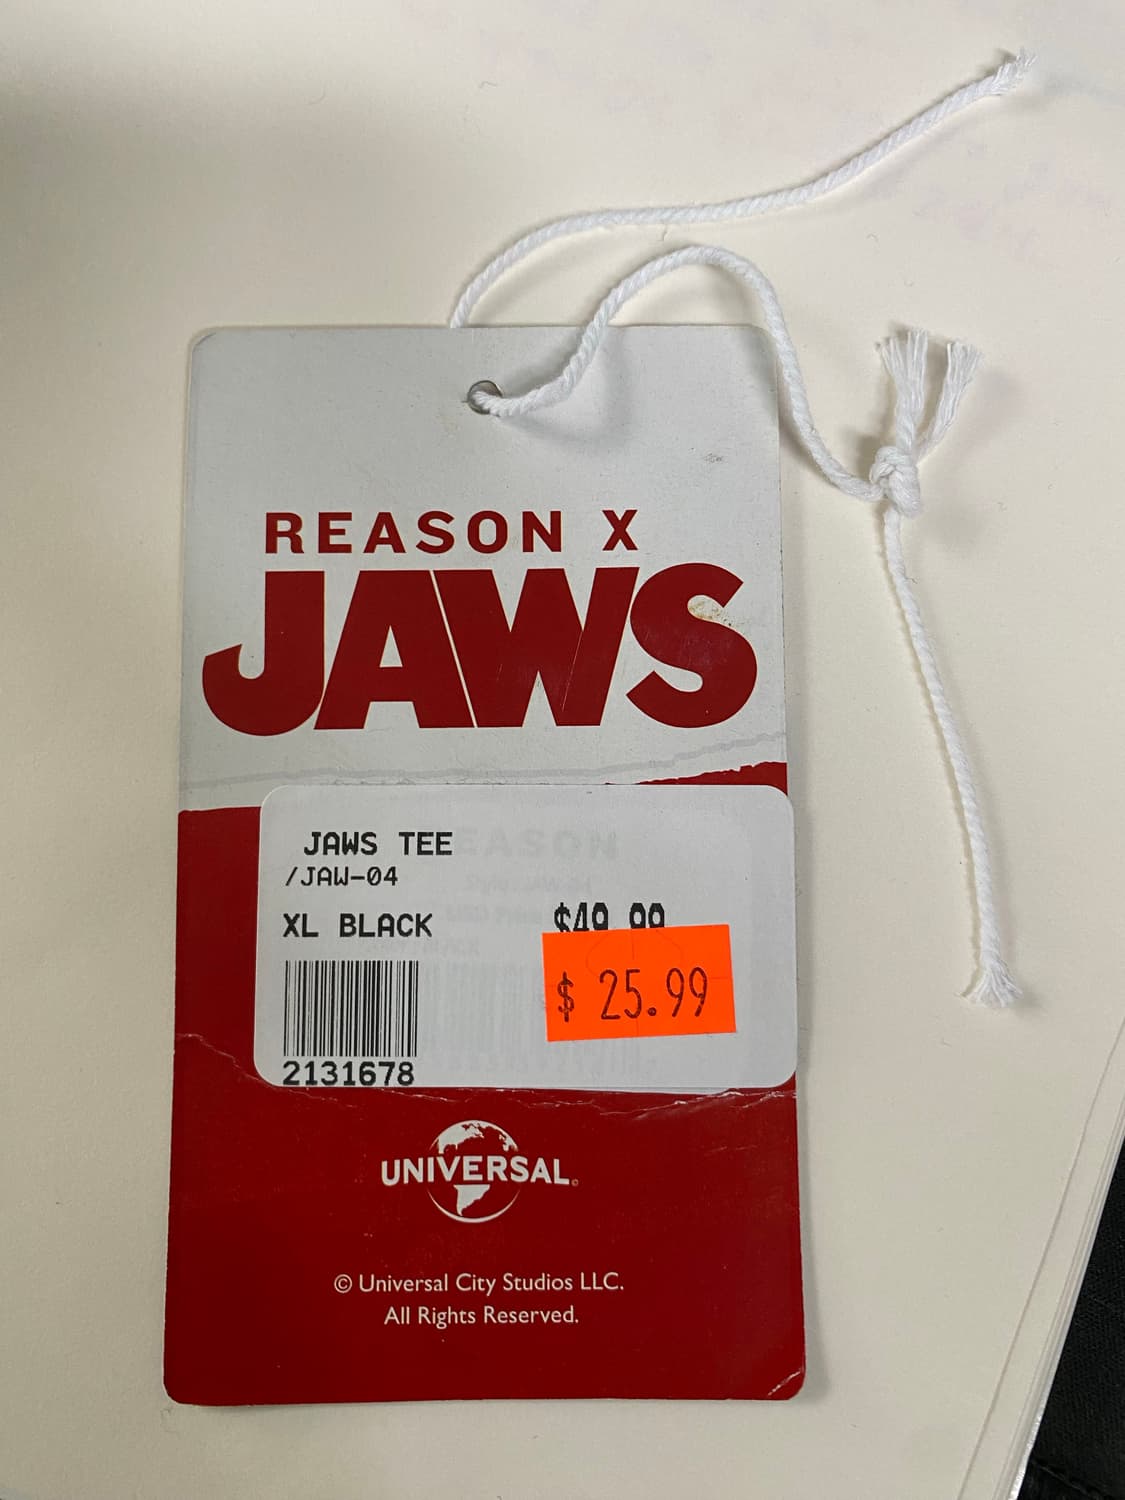 REASON X
JAWS
JAWS TEE
/JAW-04
XL BLACK
$49.99
$ 25.99
2131678
UNIVERSAL
© Universal City Studios LLC.
All Rights Reserved.